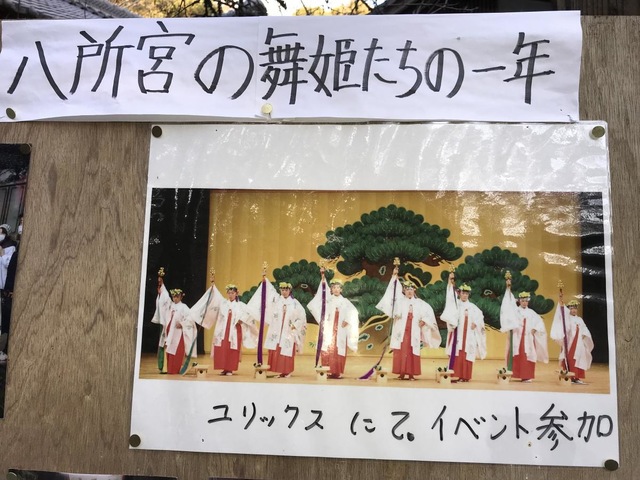 八所宮の舞姫たちの一年
ユリックス にて。イベント参加